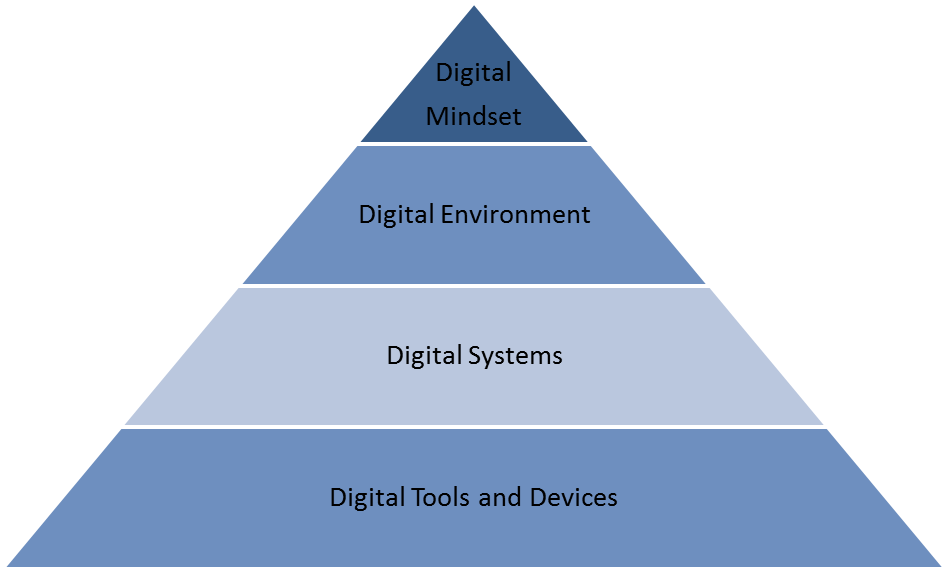 Digital
Mindset
Digital Environment
Digital Systems
Digital Tools and Devices